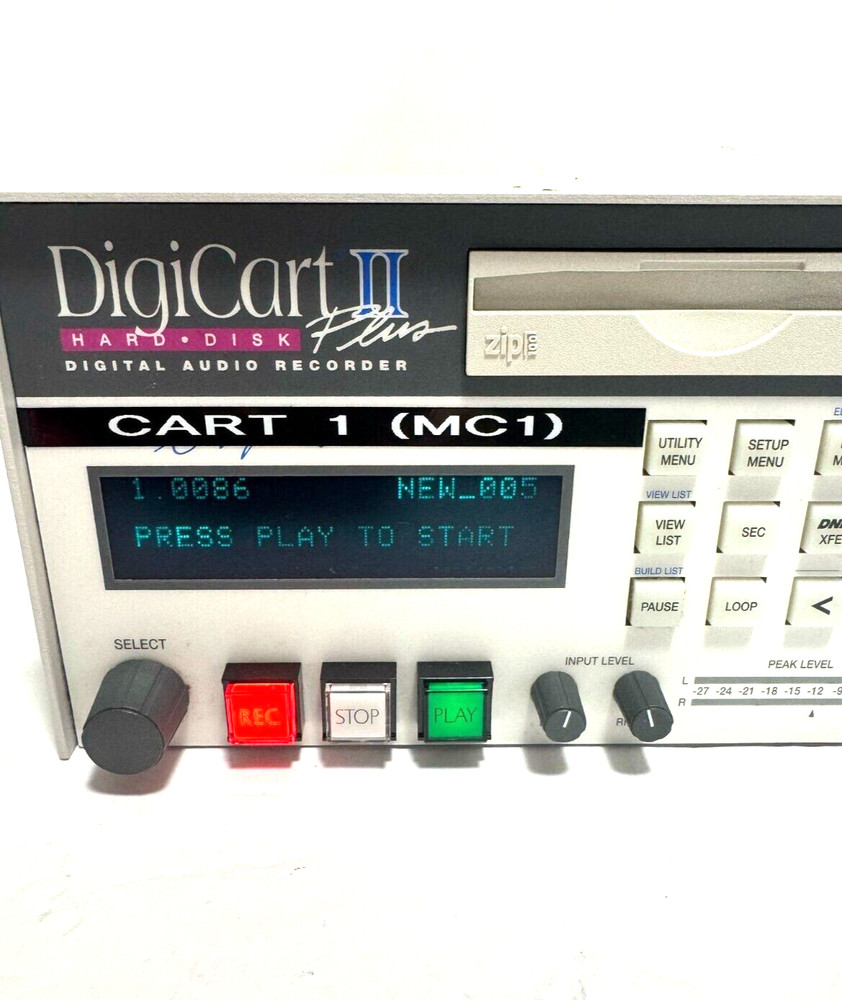 DigiCart II
HARD • DISK Plus
DIGITAL AUDIO RECORDER
zip 100
CART 1 (MC1)
1.0086 NEW_005
PRESS PLAY TO START
UTILITY MENU
SETUP MENU
VIEW LIST
VIEW LIST
SEC
BUILD LIST
PAUSE
LOOP
<
SELECT
REC
STOP
PLAY
INPUT LEVEL
PEAK LEVEL
L
-27 -24 -21 -18 -15 -12
R